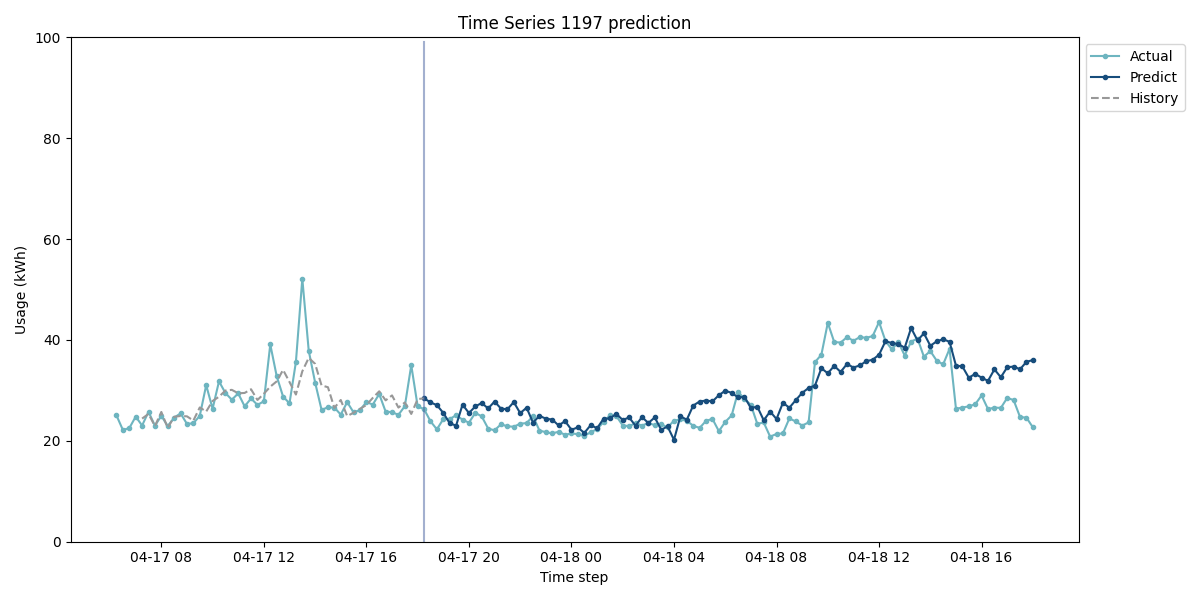 Time Series 1197 prediction
100
80
60
40
20
0
Usage (kWh)
04-17 08
04-17 12
04-17 16
04-17 20
04-18 00
04-18 04
04-18 08
04-18 12
04-18 16
Time step
Actual
Predict
History